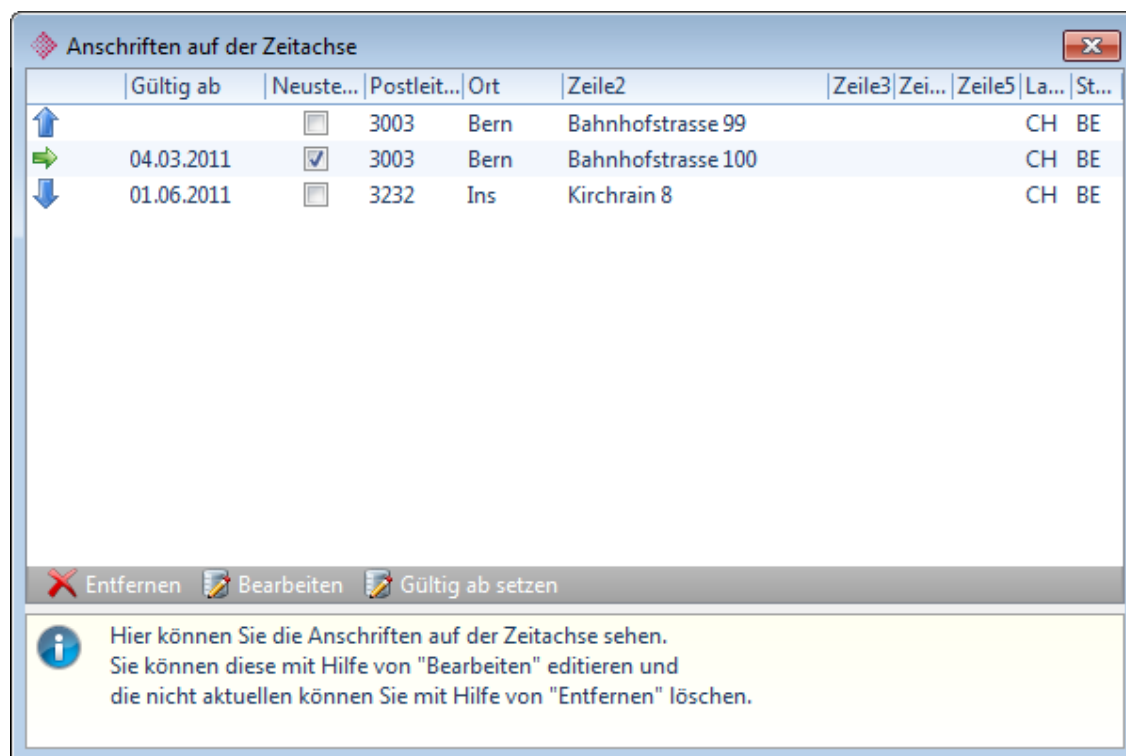 Anschriften auf der Zeitachse
Gültig ab Neuste... Postleit... Ort Zeile2 Zeile3 Zei... Zeile5 La... St...
3003 Bern Bahnhofstrasse 99 CH BE
04.03.2011 3003 Bern Bahnhofstrasse 100 CH BE
01.06.2011 3232 Ins Kirchrain 8 CH BE
Entfernen Bearbeiten Gültig ab setzen
Hier können Sie die Anschriften auf der Zeitachse sehen.
Sie können diese mit Hilfe von "Bearbeiten" editieren und
die nicht aktuellen können Sie mit Hilfe von "Entfernen" löschen.